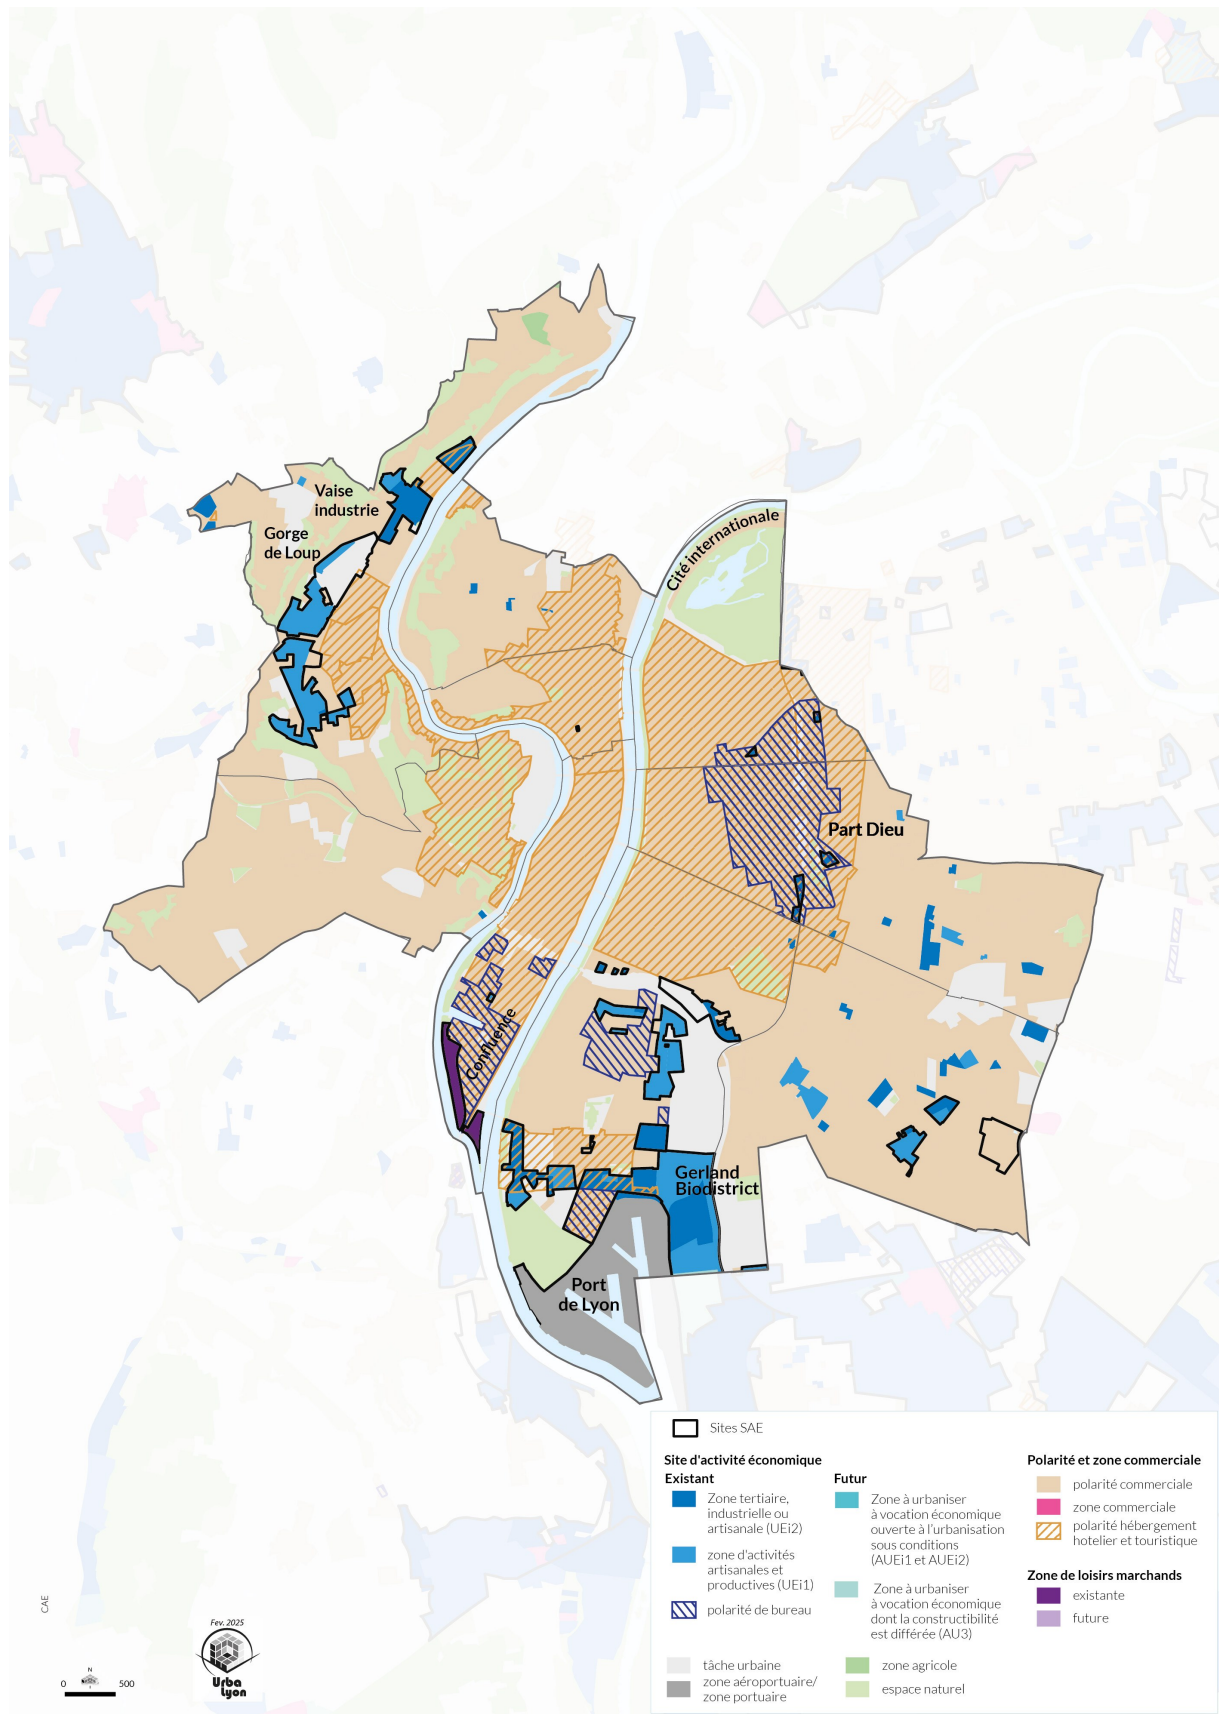 Vaise
industrie
Gorge
de Loup
Cité internationale
Part Dieu
Confluence
Gerland
Biodistrict
Port
de Lyon
Sites SAE
Site d'activité économique
Existant
Zone tertiaire,
industrielle ou
artisanale (UEi2)
zone d'activités
artisanales et
productives (UEi1)
polarité de bureau
Futur
Zone à urbaniser
à vocation économique
ouverte à l'urbanisation
sous conditions
(AUEi1 et AUEi2)
Zone à urbaniser
à vocation économique
dont la constructibilité
est différée (AU3)
Polarité et zone commerciale
polarité commerciale
zone commerciale
polarité hébergement
hotelier et touristique
Zone de loisirs marchands
existante
future
tâche urbaine
zone aéroportuaire/
zone portuaire
zone agricole
espace naturel
CAE
N
0 500
Fev. 2025
Urba
Lyon